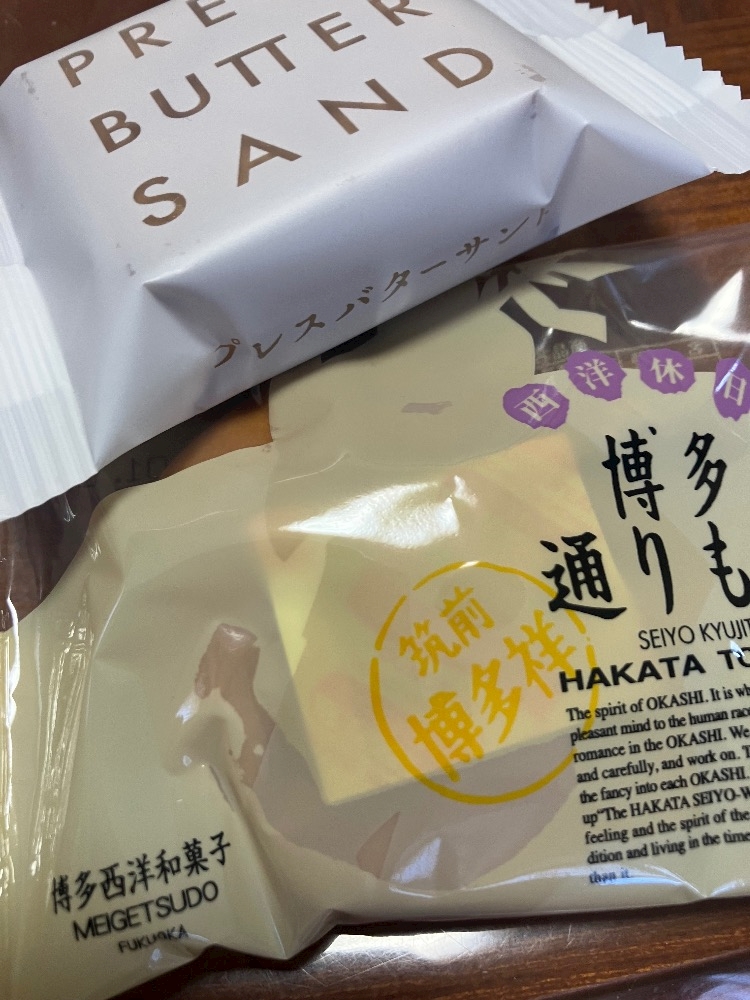 PRE
BUTTER
SAND
プレスバターサンド
西洋休日
博多
通りも
SEIYO KYUJIT
HAKATA TO
The spirit of OKASHI. It is wh
pleasant mind to the human race
romance in the OKASHI. We
and carefully, and work on. T
the fancy into each OKASHI.
up"The HAKATA SEIYO-W
feeling and the spirit of the
dition and living in the time
than it.
筑前
博多祥
博多西洋和菓子
MEIGETSUDO
FUKUOKA